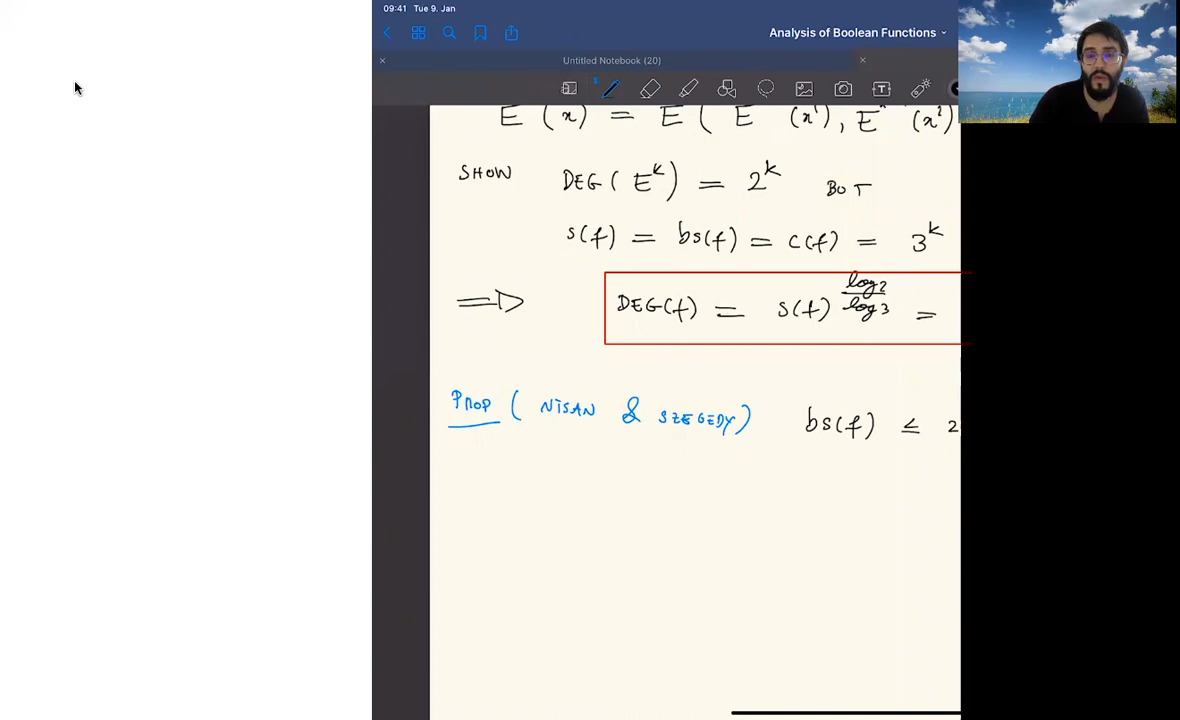 09:41 Tue 9. Jan
Analysis of Boolean Functions
Untitled Notebook (20)
E (x) = E ( E (x¹), E^k (x²)
SHOW DEG( E^k ) = 2^k BUT
s(f) = bs(f) = c(f) = 3^k
⟹ DEG(f) = s(f)^{log2/log3} =
PROP ( NISAN & SZEGEDY ) bs(f) ≤ 2